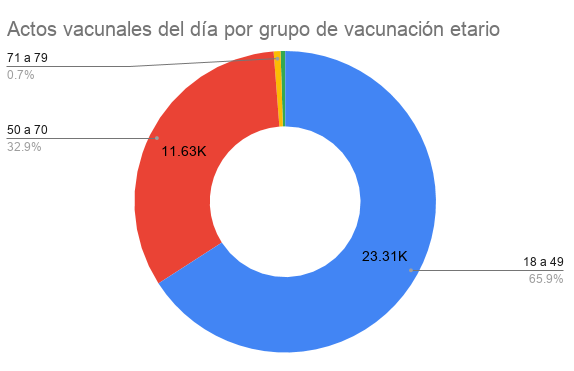 Actos vacunales del día por grupo de vacunación etario
71 a 79
0.7%
50 a 70
32.9%
11.63K
23.31K
18 a 49
65.9%